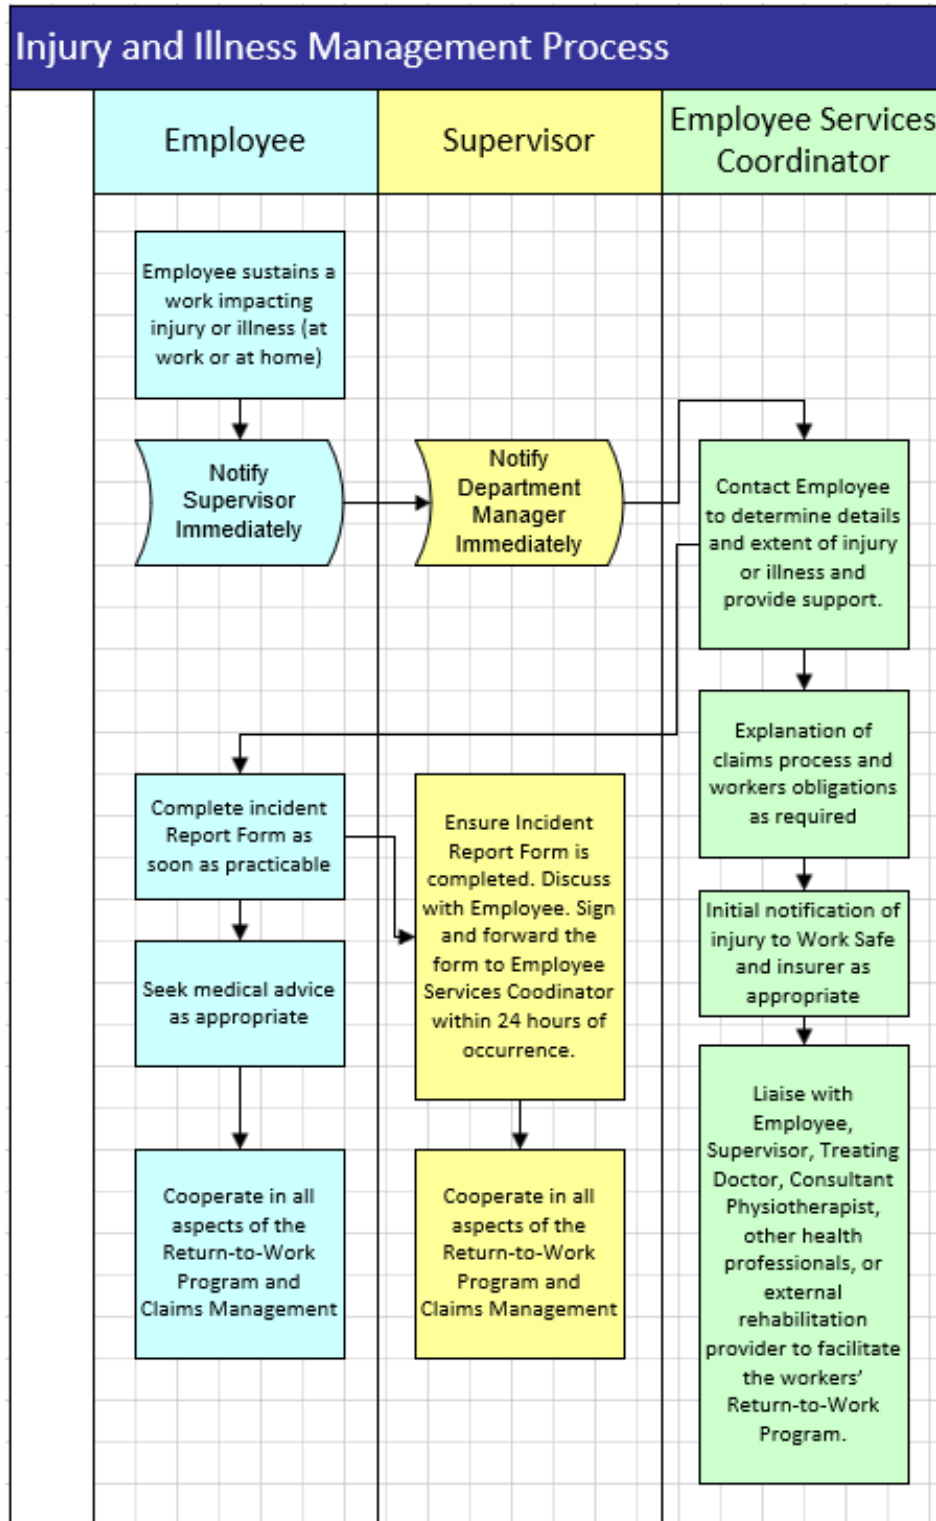 Injury and Illness Management Process
Employee
Supervisor
Employee Services
Coordinator
Employee sustains a
work impacting
injury or illness (at
work or at home)
Notify
Supervisor
Immediately
Notify
Department
Manager
Immediately
Contact Employee
to determine details
and extent of injury
or illness and
provide support.
Explanation of
claims process and
workers obligations
as required
Complete incident
Report Form as
soon as practicable
Ensure Incident
Report Form is
completed. Discuss
with Employee. Sign
and forward the
form to Employee
Services Coodinator
within 24 hours of
occurrence.
Initial notification of
injury to Work Safe
and insurer as
appropriate
Seek medical advice
as appropriate
Liaise with
Employee,
Supervisor, Treating
Doctor, Consultant
Physiotherapist,
other health
professionals, or
external
rehabilitation
provider to facilitate
the workers’
Return-to-Work
Program.
Cooperate in all
aspects of the
Return-to-Work
Program and
Claims Management
Cooperate in all
aspects of the
Return-to-Work
Program and
Claims Management